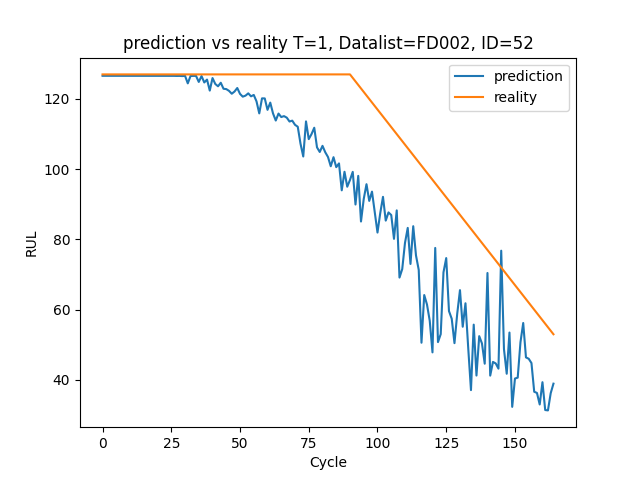 prediction vs reality T=1, Datalist=FD002, ID=52
prediction
reality
120
100
80
60
40
RUL
0 25 50 75 100 125 150
Cycle